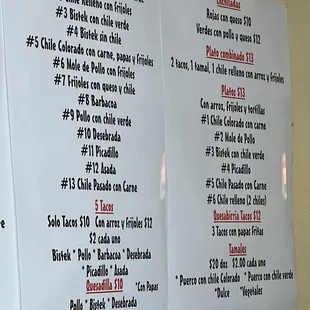 Chile Relleno con Frijoles
#3 Bistek con chile verde
#4 Bistek sin chile
#5 Chile Colorado con carne, papas y frijoles
#6 Mole de Pollo con Frijoles
#7 Frijoles con queso y chile
#8 Barbacoa
#9 Pollo con chile verde
#10 Desebrada
#11 Picadillo
#12 Asada
#13 Chile Pasado con Carne
5 Tacos
Solo Tacos $10 Con arroz y frijoles $12
$2 cada uno
Bistek * Pollo * Barbacoa * Desebrada
* Picadillo * Asada
Quesadilla $10 *Con Papas
Pollo * Bistek * Desebrada
Enchiladas
Rojas con queso $10
Verdes con pollo y queso $12
Plato combinado $13
2 tacos, 1 tamal, 1 chile relleno con arroz y frijoles
Platos $13
Con arroz, frijoles y tortillas
#1 Chile Colorado con carne
#2 Mole de Pollo
#3 Bistek con chile verde
#4 Picadillo
#5 Chile Pasado con Carne
#6 Chile relleno (2 chiles)
Quesabirria Tacos $12
3 Tacos con papas fritas
Tamales
$20 dnz $2.00 cada uno
* Puerco con chile Colorado * Puerco con chile verde
*Dulce *Vegetales